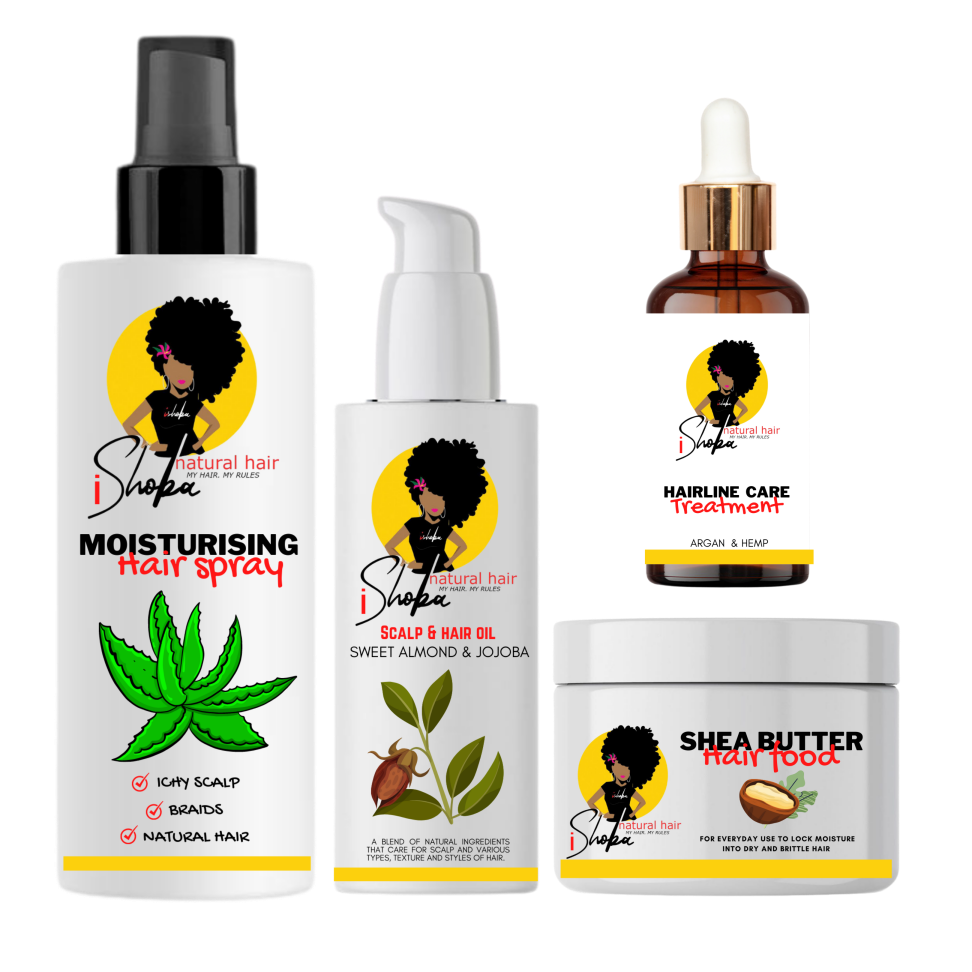 iShoba
natural hair
MY HAIR. MY RULES
iShoba
MOISTURISING
Hair spray
ICHY SCALP
BRAIDS
NATURAL HAIR
iShoba
natural hair
MY HAIR. MY RULES
iShoba
SCALP & HAIR OIL
SWEET ALMOND & JOJOBA
A BLEND OF NATURAL INGREDIENTS
THAT CARE FOR SCALP AND VARIOUS
TYPES, TEXTURE AND STYLES OF HAIR.
iShoba
natural hair
MY HAIR. MY RULES
iShoba
HAIRLINE CARE
Treatment
ARGAN & HEMP
iShoba
natural hair
MY HAIR. MY RULES
iShoba
SHEA BUTTER
Hair food
FOR EVERYDAY USE TO LOCK MOISTURE
INTO DRY AND BRITTLE HAIR